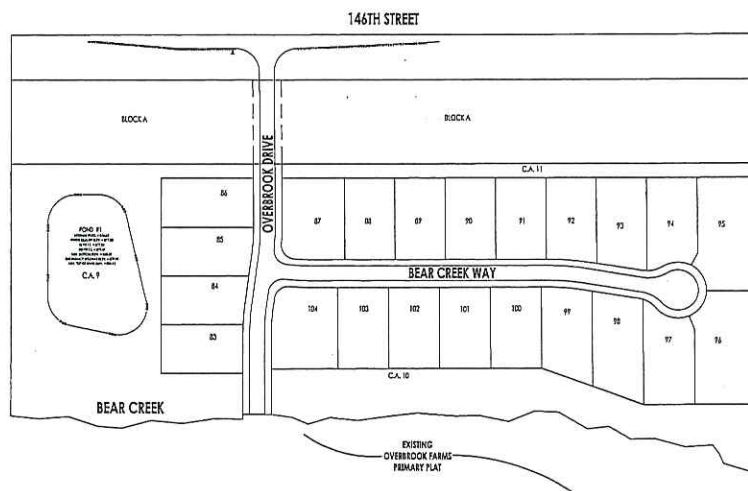 146TH STREET
BLOCK A
BLOCK A
OVERBROOK DRIVE
C.A. 11
86
85
84
83
87
88
89
90
91
92
93
94
95
POND #1
C.A. 9
BEAR CREEK WAY
104
103
102
101
100
99
98
97
96
C.A. 10
BEAR CREEK
EXISTING
OVERBROOK FARMS
PRIMARY PLAT